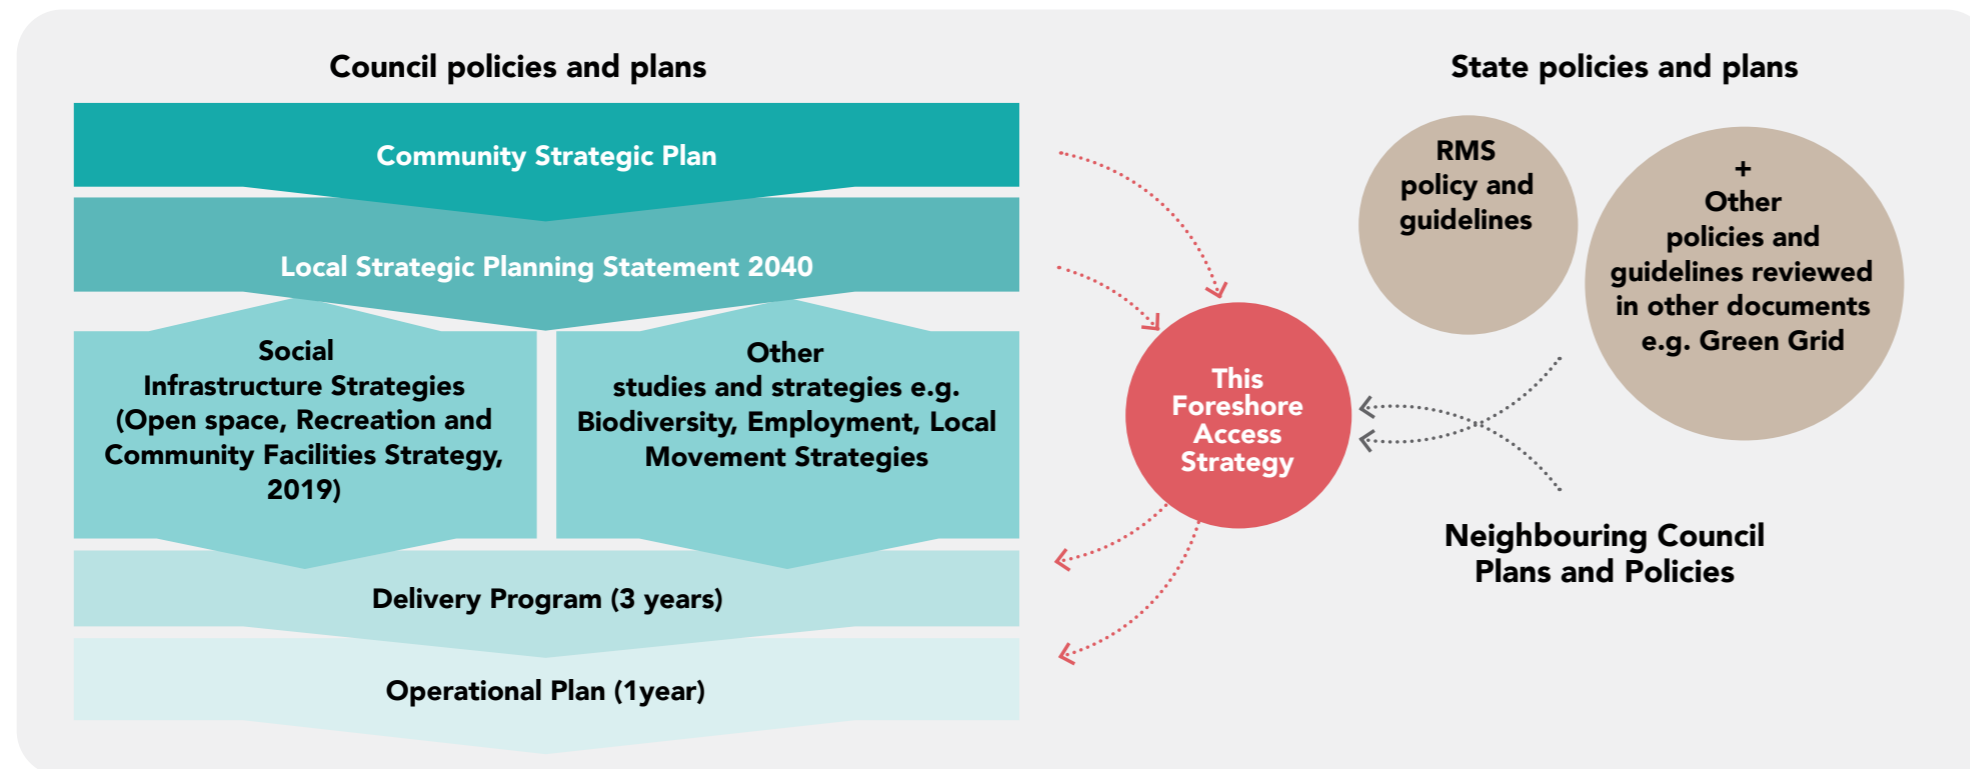 Council policies and plans
Community Strategic Plan
Local Strategic Planning Statement 2040
Social
Infrastructure Strategies
(Open space, Recreation and
Community Facilities Strategy,
2019)
Other
studies and strategies e.g.
Biodiversity, Employment, Local
Movement Strategies
Delivery Program (3 years)
Operational Plan (1year)
This
Foreshore
Access
Strategy
State policies and plans
RMS
policy and
guidelines
+
Other
policies and
guidelines reviewed
in other documents
e.g. Green Grid
Neighbouring Council
Plans and Policies